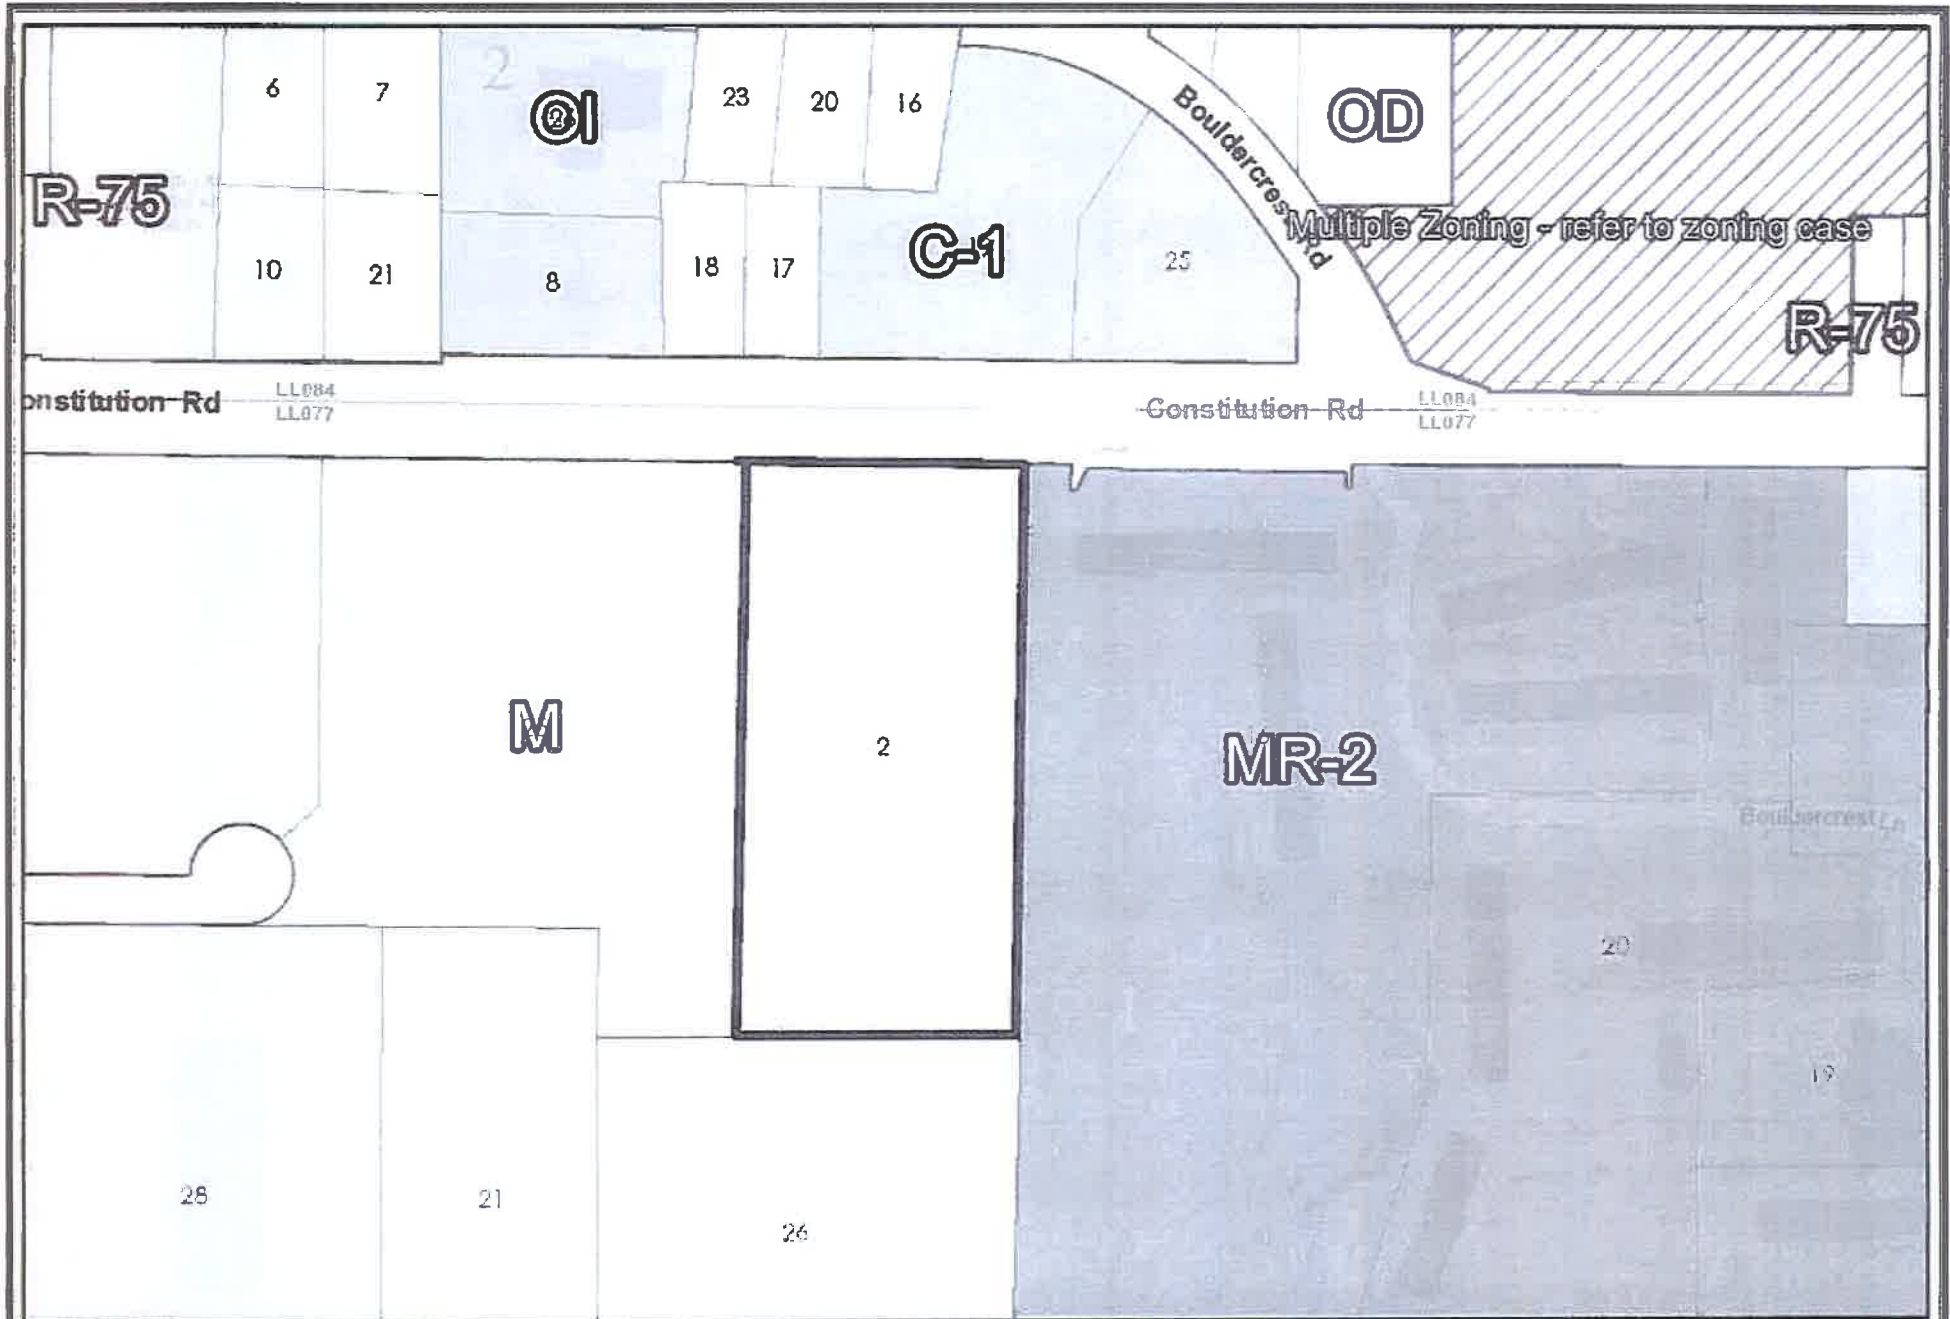 2
6
7
OI
23
20
16
Bouldercrest Rd
OD
R-75
C-1
Multiple Zoning - refer to zoning case
10
21
8
18
17
25
R-75
onstitution Rd
LL084
LL077
Constitution Rd
LL084
LL077
M
2
MR-2
Bouldercrest Ln
20
19
28
21
26